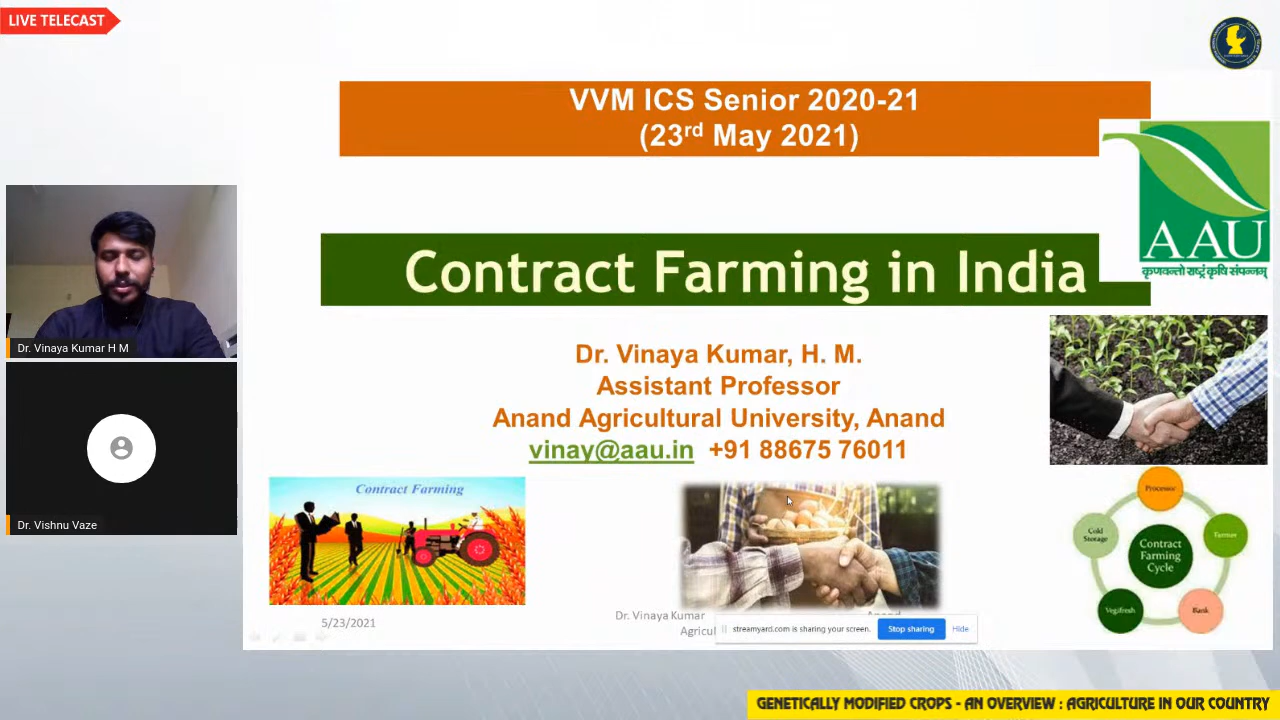 LIVE TELECAST
VVM ICS Senior 2020-21
(23rd May 2021)
AAU
कृणवन्तो राष्ट्रं कृषि संपन्नम्
Contract Farming in India
Dr. Vinaya Kumar H M
Dr. Vinaya Kumar, H. M.
Assistant Professor
Anand Agricultural University, Anand
vinay@aau.in +91 88675 76011
Dr. Vishnu Vaze
Contract Farming
Processor
Cold
Storage
Farmer
Contract
Farming
Cycle
Vegifresh
Bank
5/23/2021
Dr. Vinaya Kumar
streamyard.com is sharing your screen.
Stop sharing
Hide
GENETICALLY MODIFIED CROPS - AN OVERVIEW : AGRICULTURE IN OUR COUNTRY